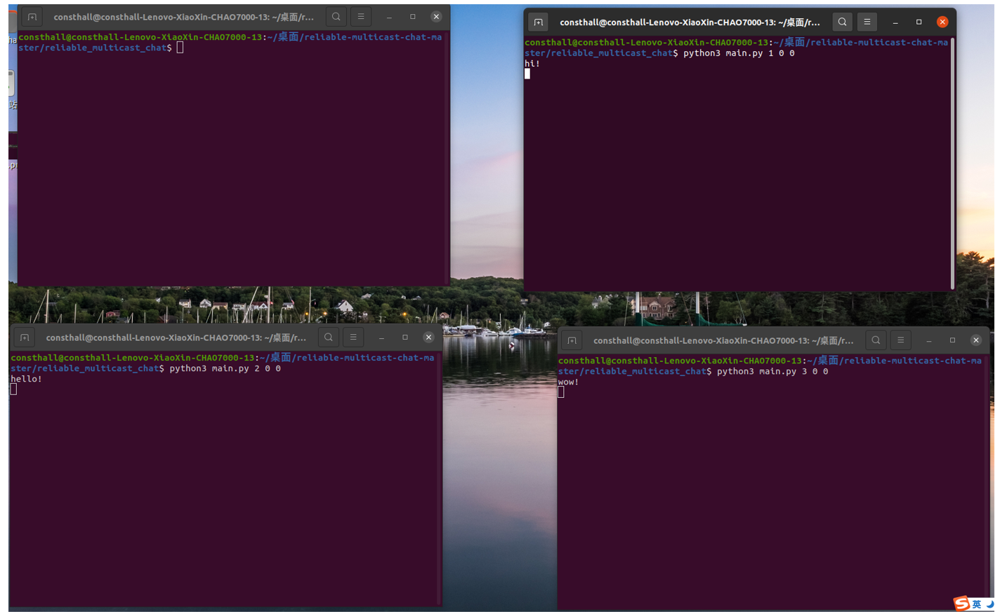 consthall@consthall-Lenovo-XiaoXin-CHAO7000-13: ~/桌面/r...
consthall@consthall-Lenovo-XiaoXin-CHAO7000-13:~/桌面/reliable-multicast-chat-ma
ster/reliable_multicast_chat$
站
consthall@consthall-Lenovo-XiaoXin-CHAO7000-13: ~/桌面/r...
consthall@consthall-Lenovo-XiaoXin-CHAO7000-13:~/桌面/reliable-multicast-chat-ma
ster/reliable_multicast_chat$ python3 main.py 1 0 0
hi!
consthall@consthall-Lenovo-XiaoXin-CHAO7000-13: ~/桌面/r...
consthall@consthall-Lenovo-XiaoXin-CHAO7000-13:~/桌面/reliable-multicast-chat-ma
ster/reliable_multicast_chat$ python3 main.py 2 0 0
hello!
consthall@consthall-Lenovo-XiaoXin-CHAO7000-13: ~/桌面/r...
consthall@consthall-Lenovo-XiaoXin-CHAO7000-13:~/桌面/reliable-multicast-chat-ma
ster/reliable_multicast_chat$ python3 main.py 3 0 0
wow!
英